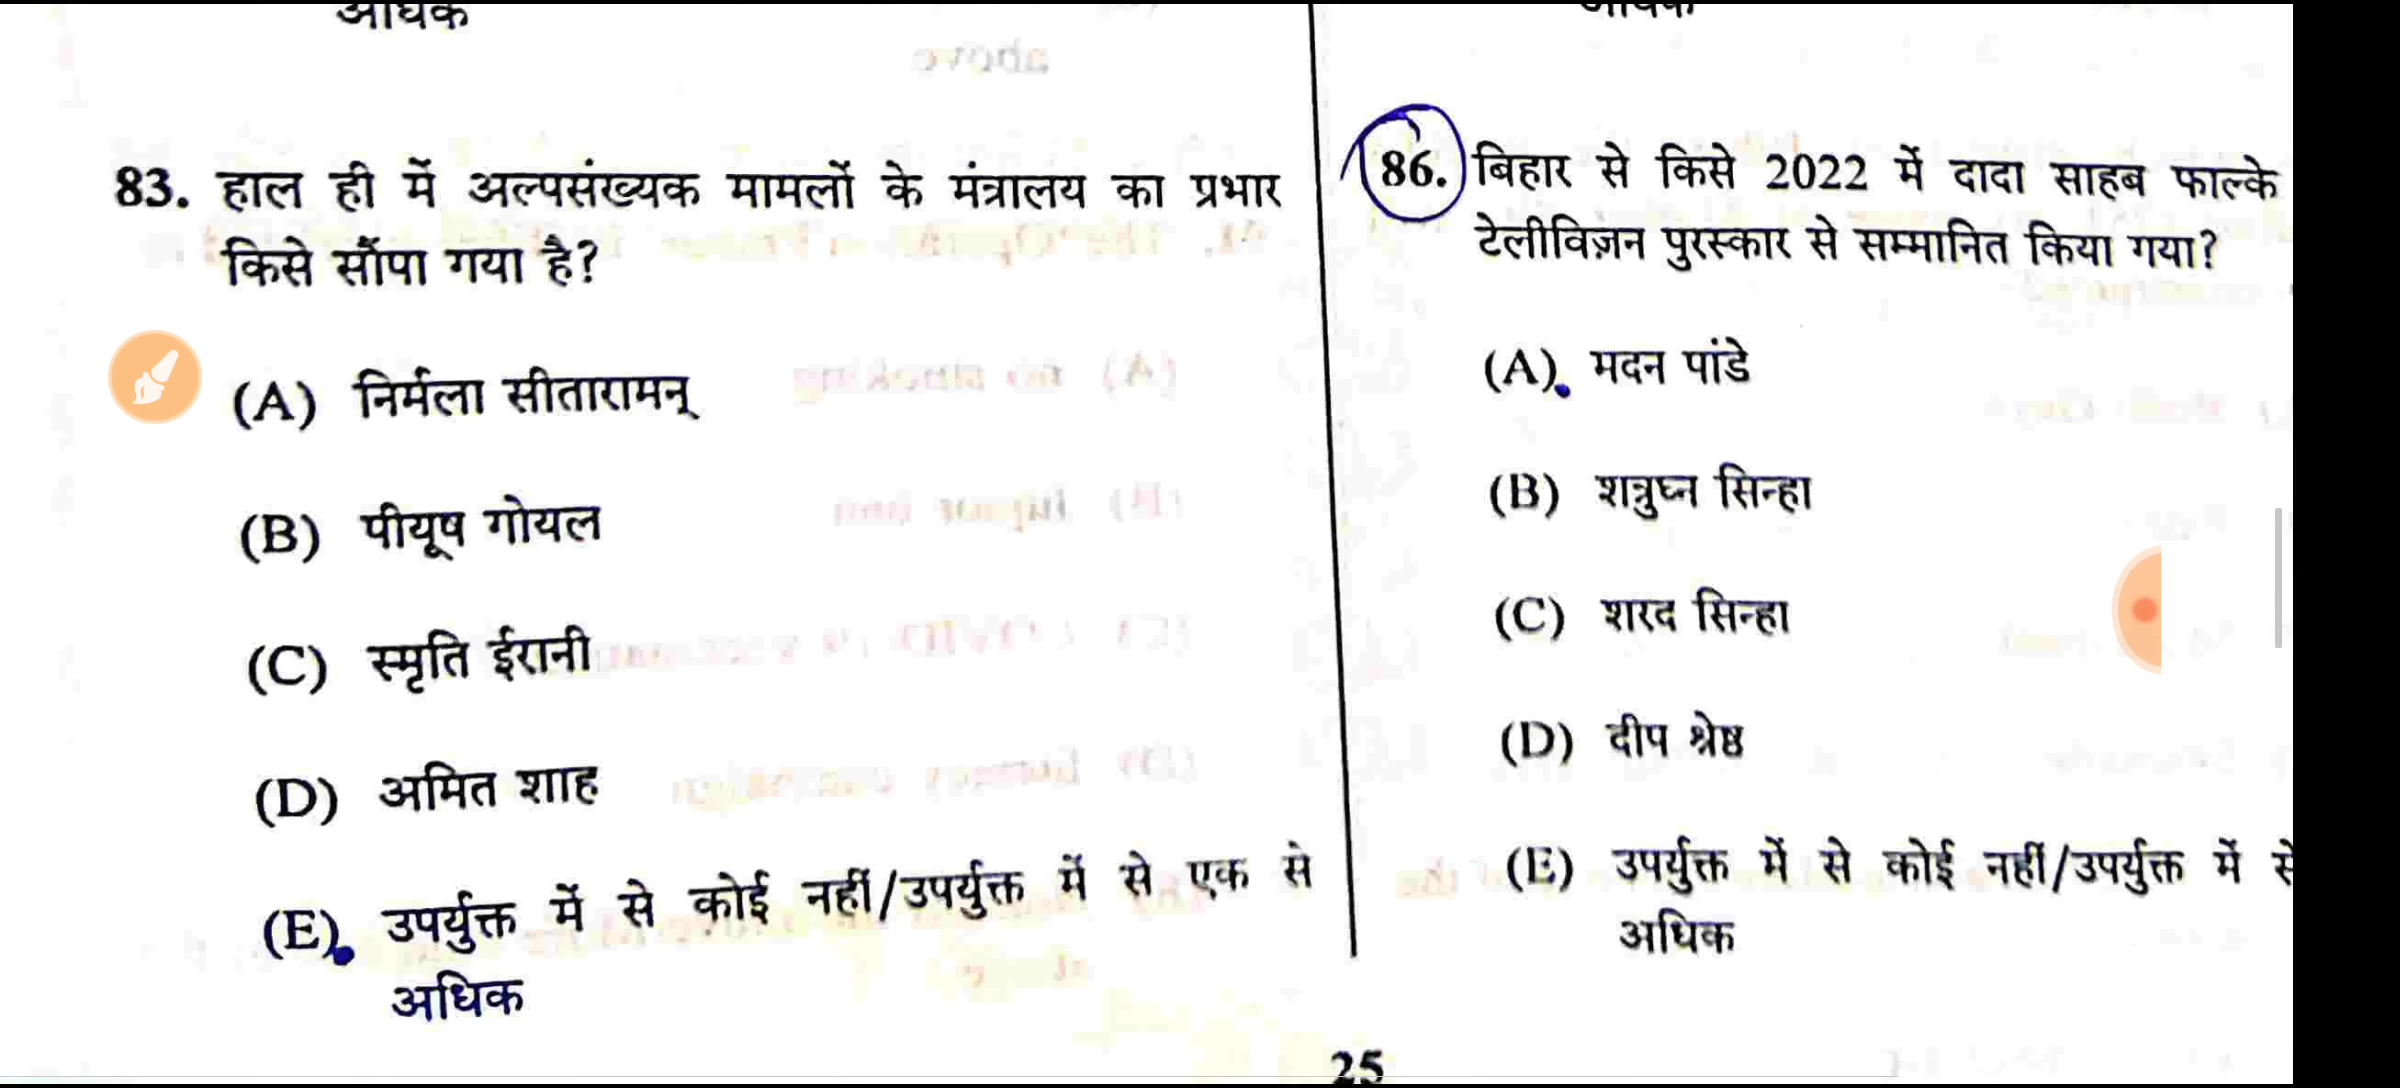 अधिक
83. हाल ही में अल्पसंख्यक मामलों के मंत्रालय का प्रभार
किसे सौंपा गया है?
(A) निर्मला सीतारामन्
(B) पीयूष गोयल
(C) स्मृति ईरानी
(D) अमित शाह
(E) उपर्युक्त में से कोई नहीं/उपर्युक्त में से एक से
अधिक
86. बिहार से किसे 2022 में दादा साहब फाल्के
टेलीविज़न पुरस्कार से सम्मानित किया गया?
(A) मदन पांडे
(B) शत्रुघ्न सिन्हा
(C) शरद सिन्हा
(D) दीप श्रेष्ठ
(E) उपर्युक्त में से कोई नहीं/उपर्युक्त में से
अधिक
25